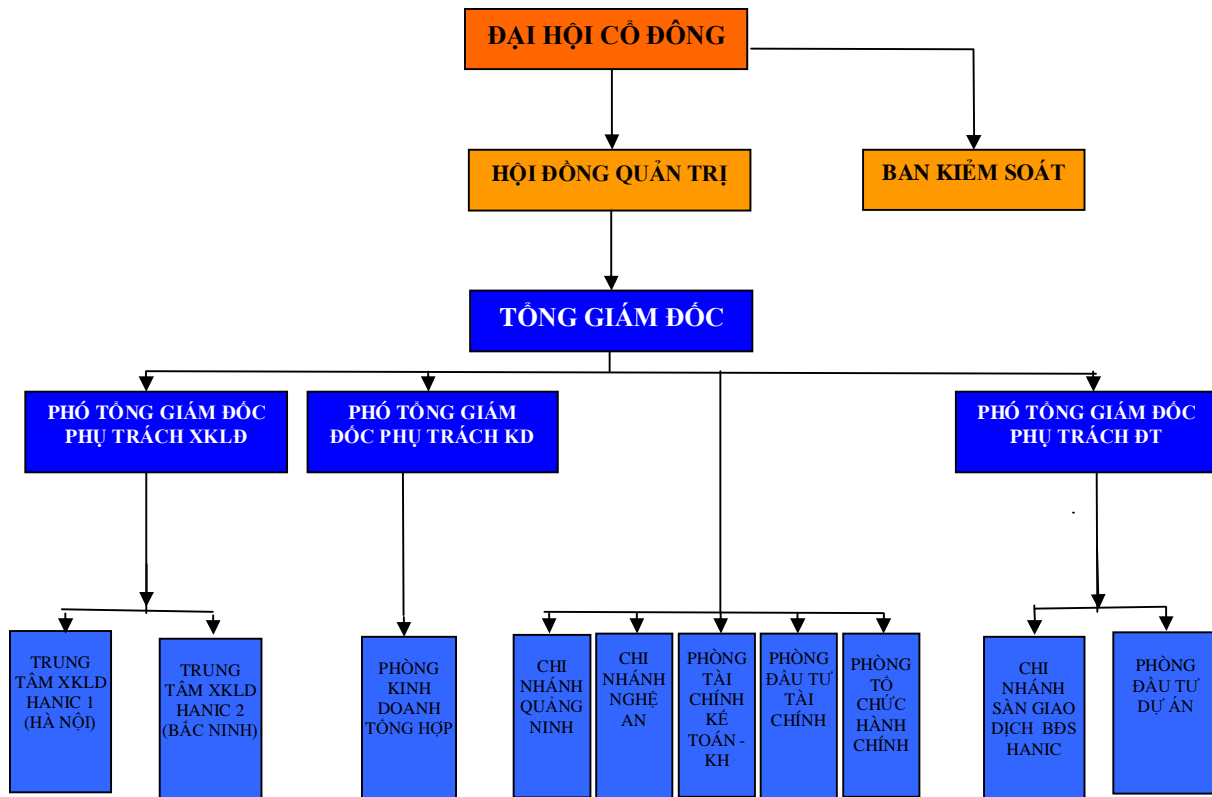 ĐẠI HỘI CỔ ĐÔNG
HỘI ĐỒNG QUẢN TRỊ
BAN KIỂM SOÁT
TỔNG GIÁM ĐỐC
PHÓ TỔNG GIÁM ĐỐC
PHỤ TRÁCH XKLĐ
PHÓ TỔNG GIÁM
ĐỐC PHỤ TRÁCH KD
PHÓ TỔNG GIÁM ĐỐC
PHỤ TRÁCH ĐT
TRUNG
TÂM XKLD
HANIC 1
(HÀ NỘI)
TRUNG
TÂM XKLD
HANIC 2
(BẮC NINH)
PHÒNG
KINH
DOANH
TỔNG HỢP
CHI
NHÁNH
QUẢNG
NINH
CHI
NHÁNH
NGHỆ
AN
PHÒNG
TÀI
CHÍNH
KẾ
TOÁN -
KH
PHÒNG
ĐẦU TƯ
TÀI
CHÍNH
PHÒNG
TỔ
CHỨC
HÀNH
CHÍNH
CHI
NHÁNH
SÀN GIAO
DỊCH BĐS
HANIC
PHÒNG
ĐẦU TƯ
DỰ ÁN